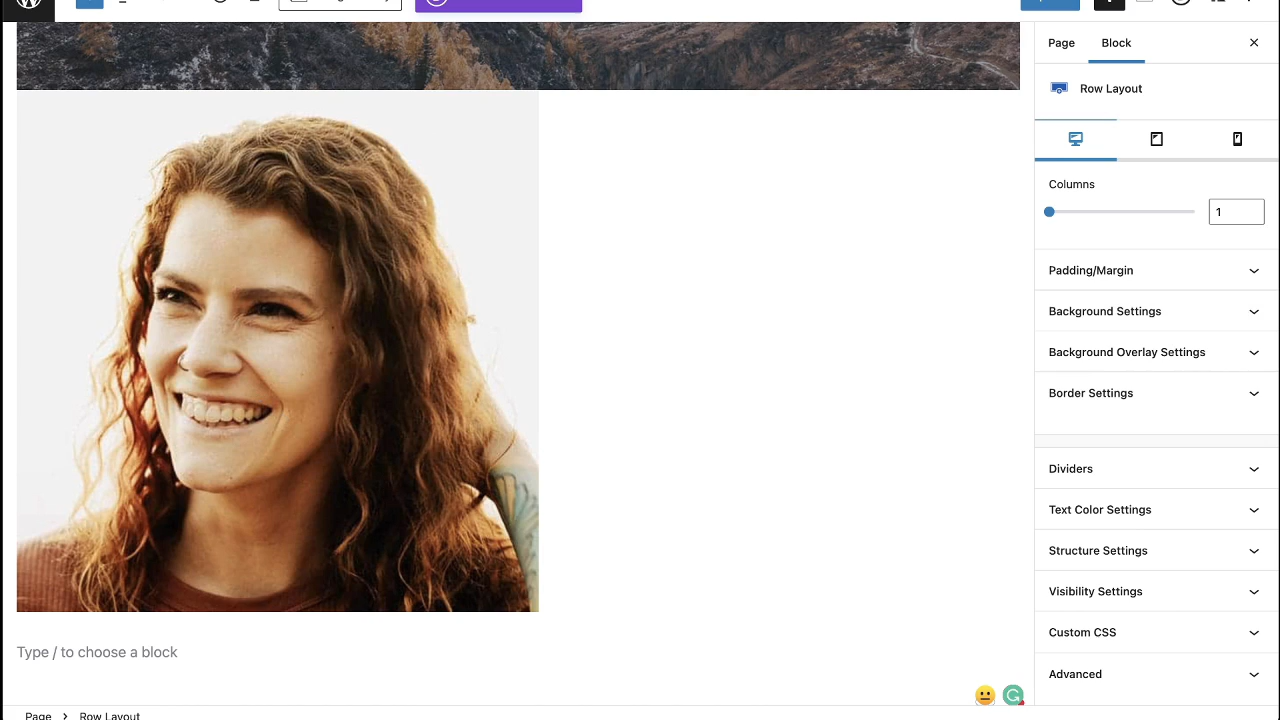 Page Block
Row Layout
Columns
1
Padding/Margin
Background Settings
Background Overlay Settings
Border Settings
Dividers
Text Color Settings
Structure Settings
Visibility Settings
Custom CSS
Advanced
Type / to choose a block
Page > Row Layout